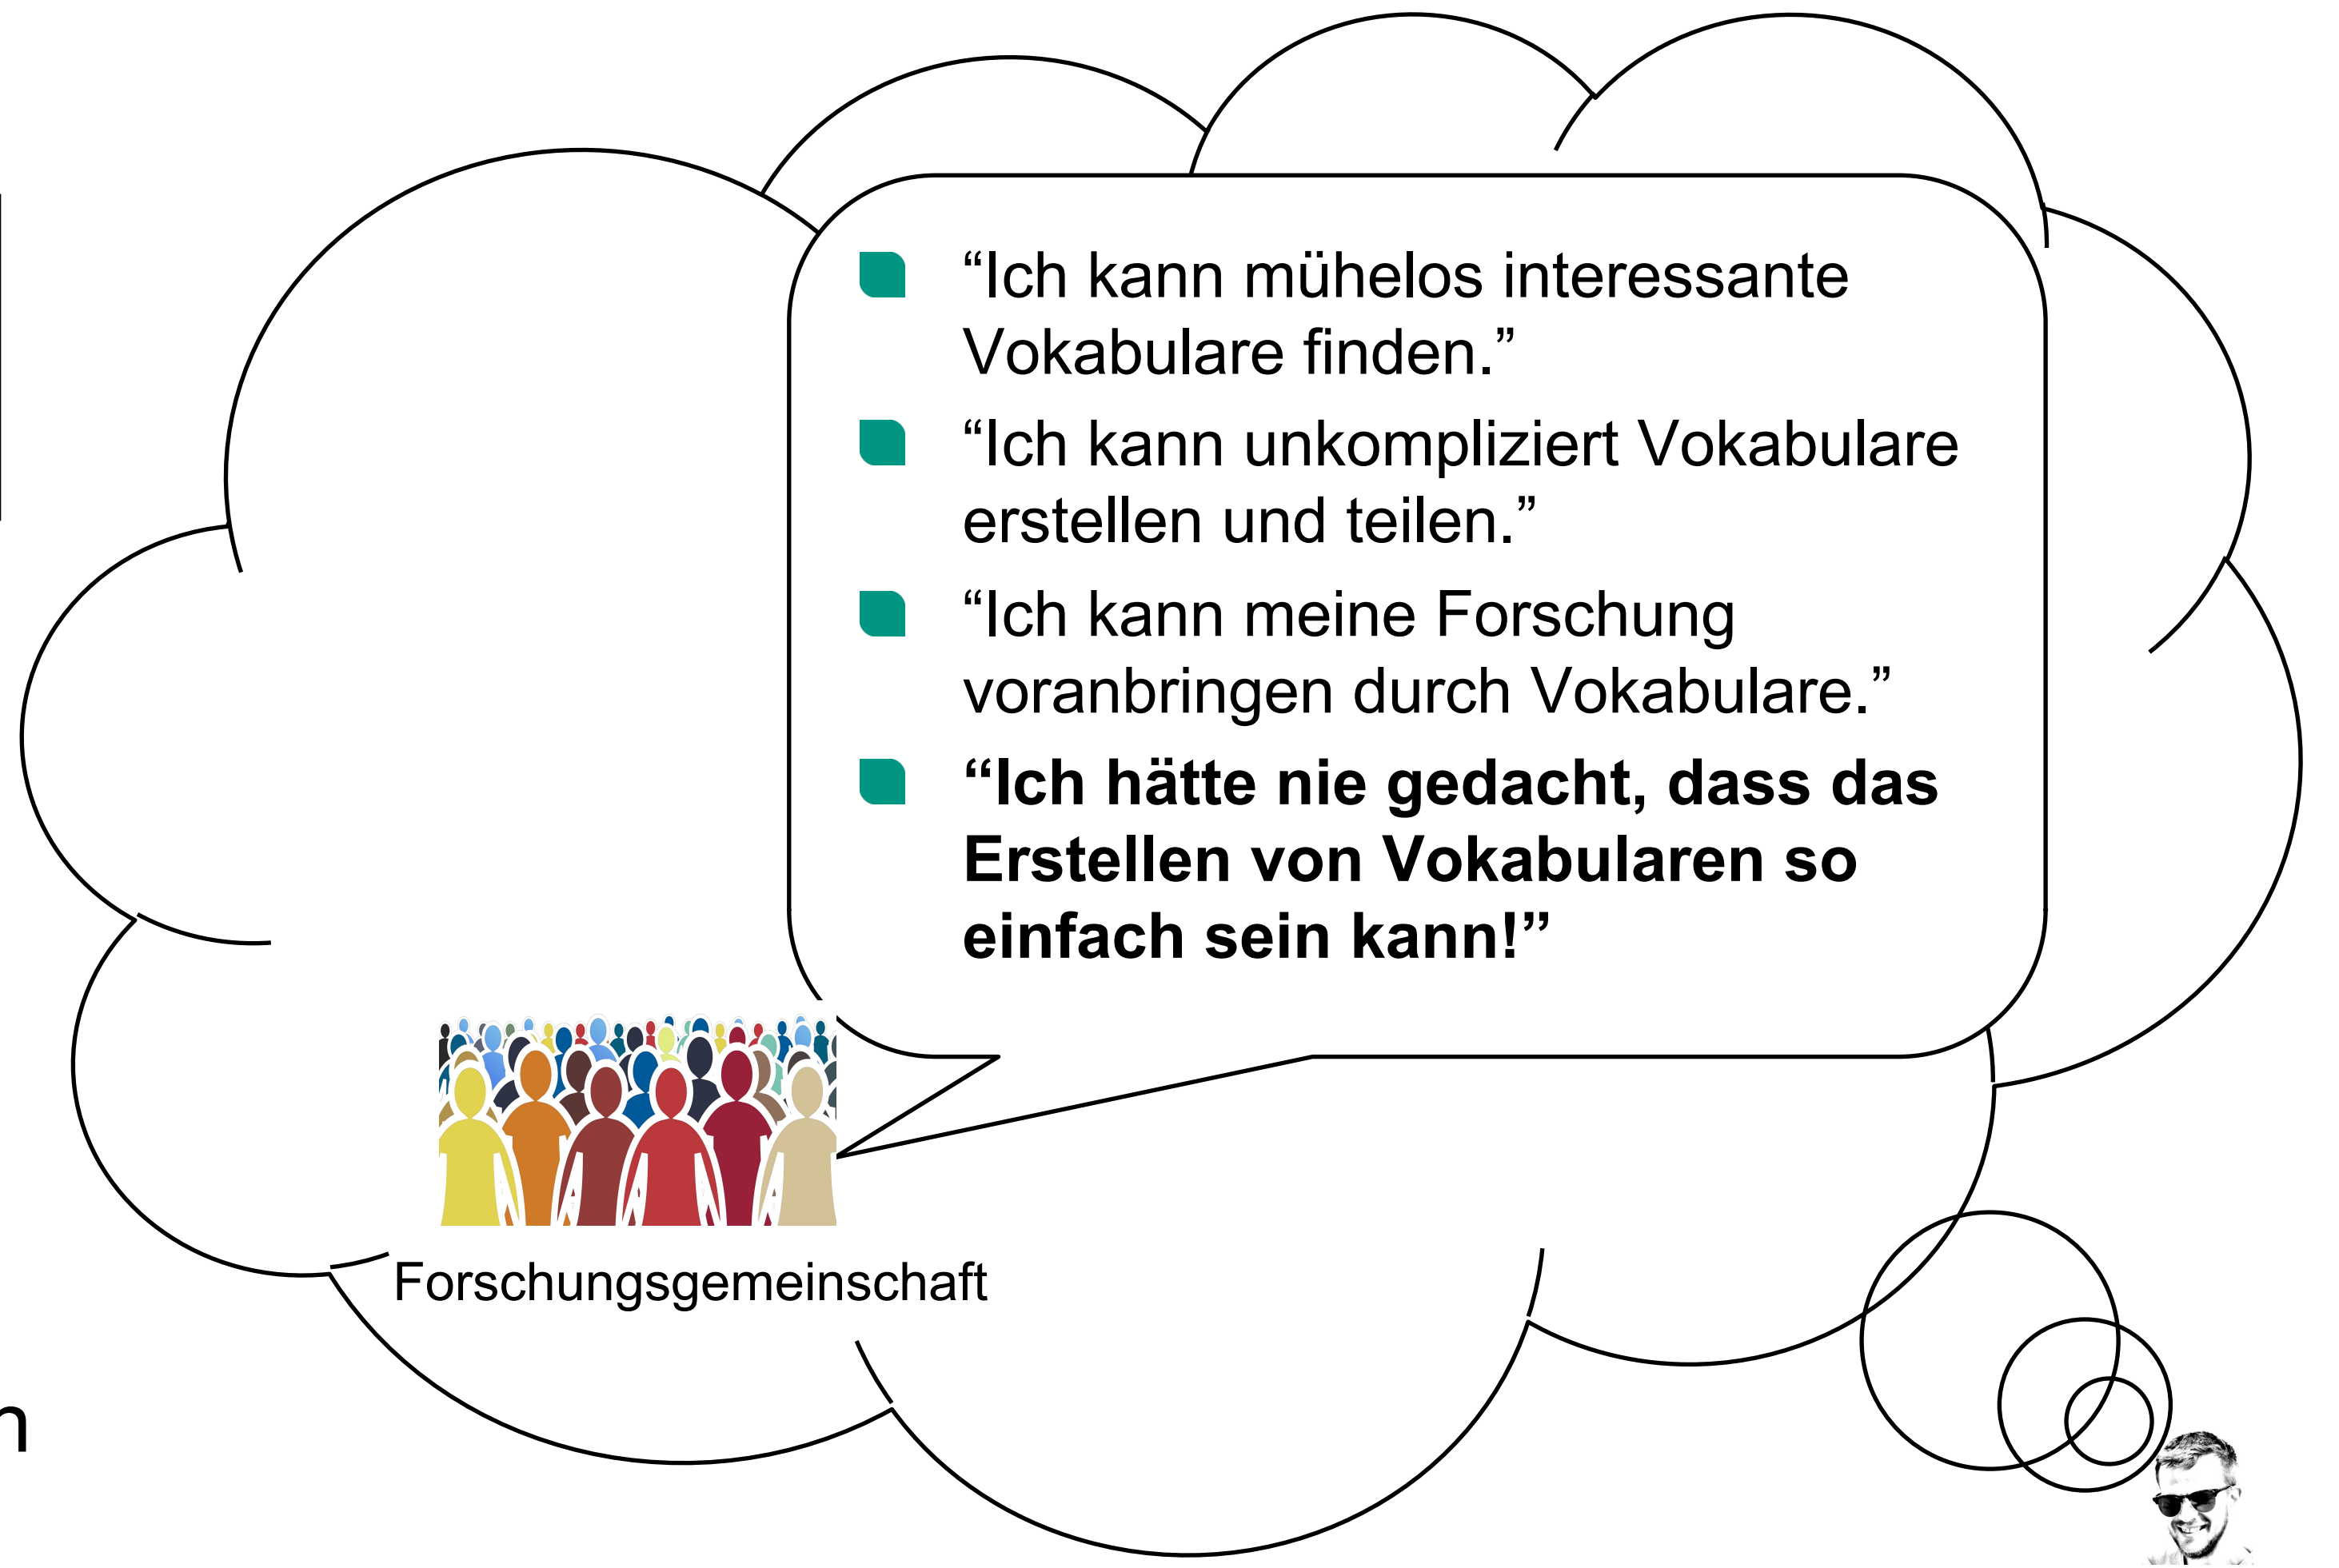 “Ich kann mühelos interessante
Vokabulare finden.”
“Ich kann unkompliziert Vokabulare
erstellen und teilen.”
“Ich kann meine Forschung
voranbringen durch Vokabulare.”
“Ich hätte nie gedacht, dass das
Erstellen von Vokabularen so
einfach sein kann!”
Forschungsgemeinschaft
n